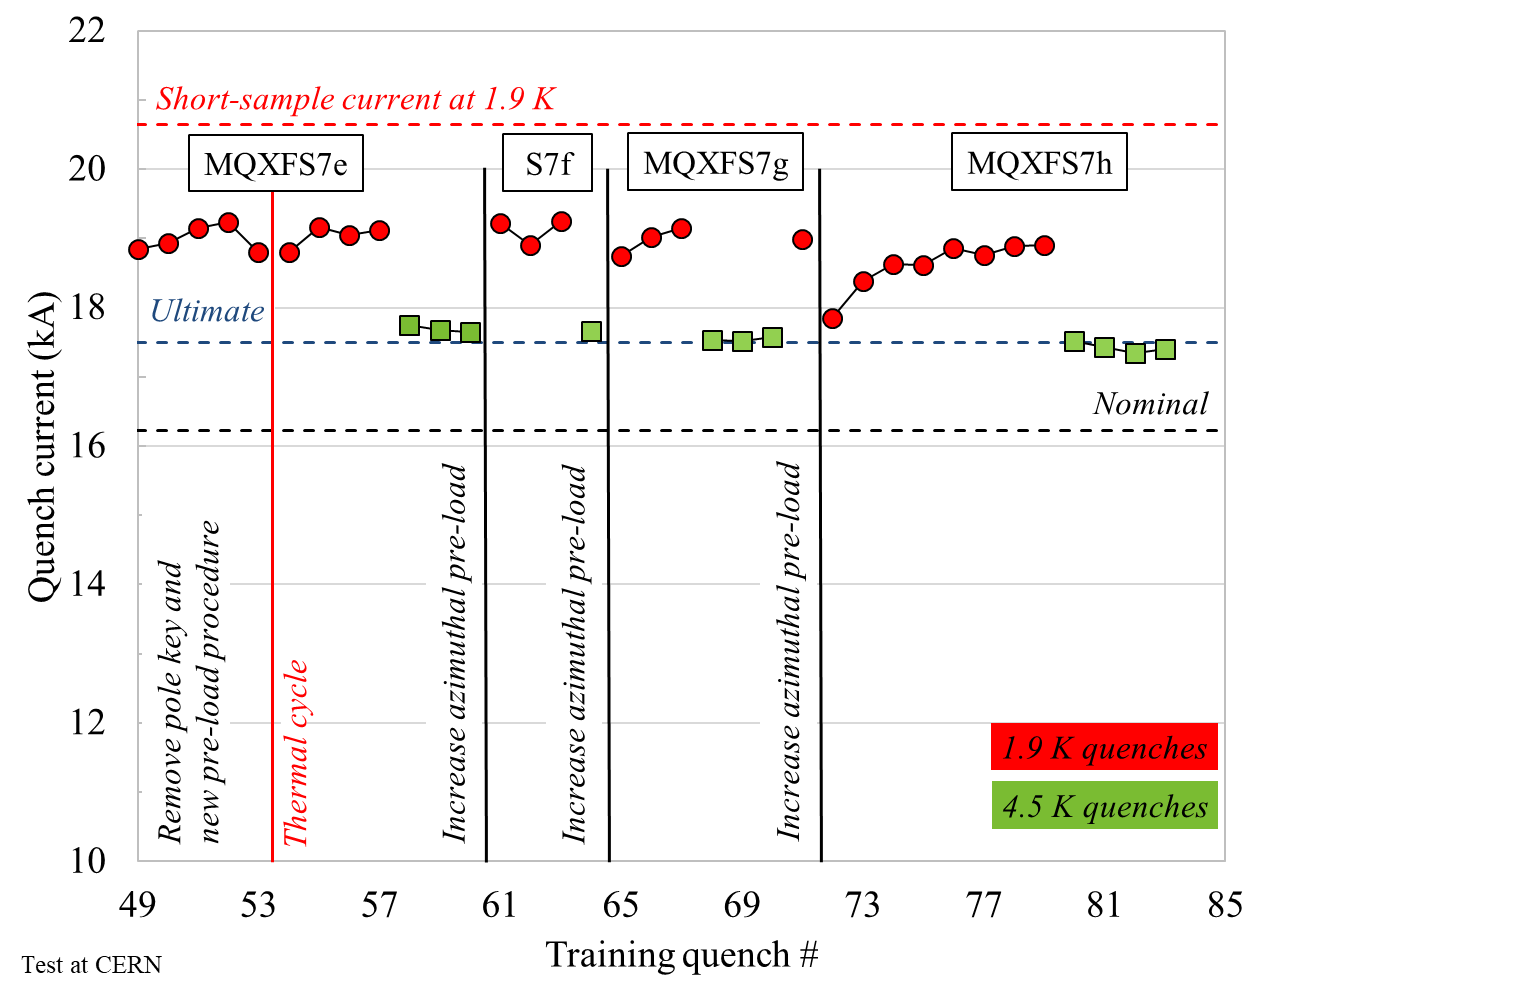 22
20
18
16
14
12
10
Quench current (kA)
Short-sample current at 1.9 K
MQXFS7e
S7f
MQXFS7g
MQXFS7h
Ultimate
Nominal
Remove pole key and
new pre-load procedure
Thermal cycle
Increase azimuthal pre-load
Increase azimuthal pre-load
Increase azimuthal pre-load
1.9 K quenches
4.5 K quenches
49 53 57 61 65 69 73 77 81 85
Training quench #
Test at CERN